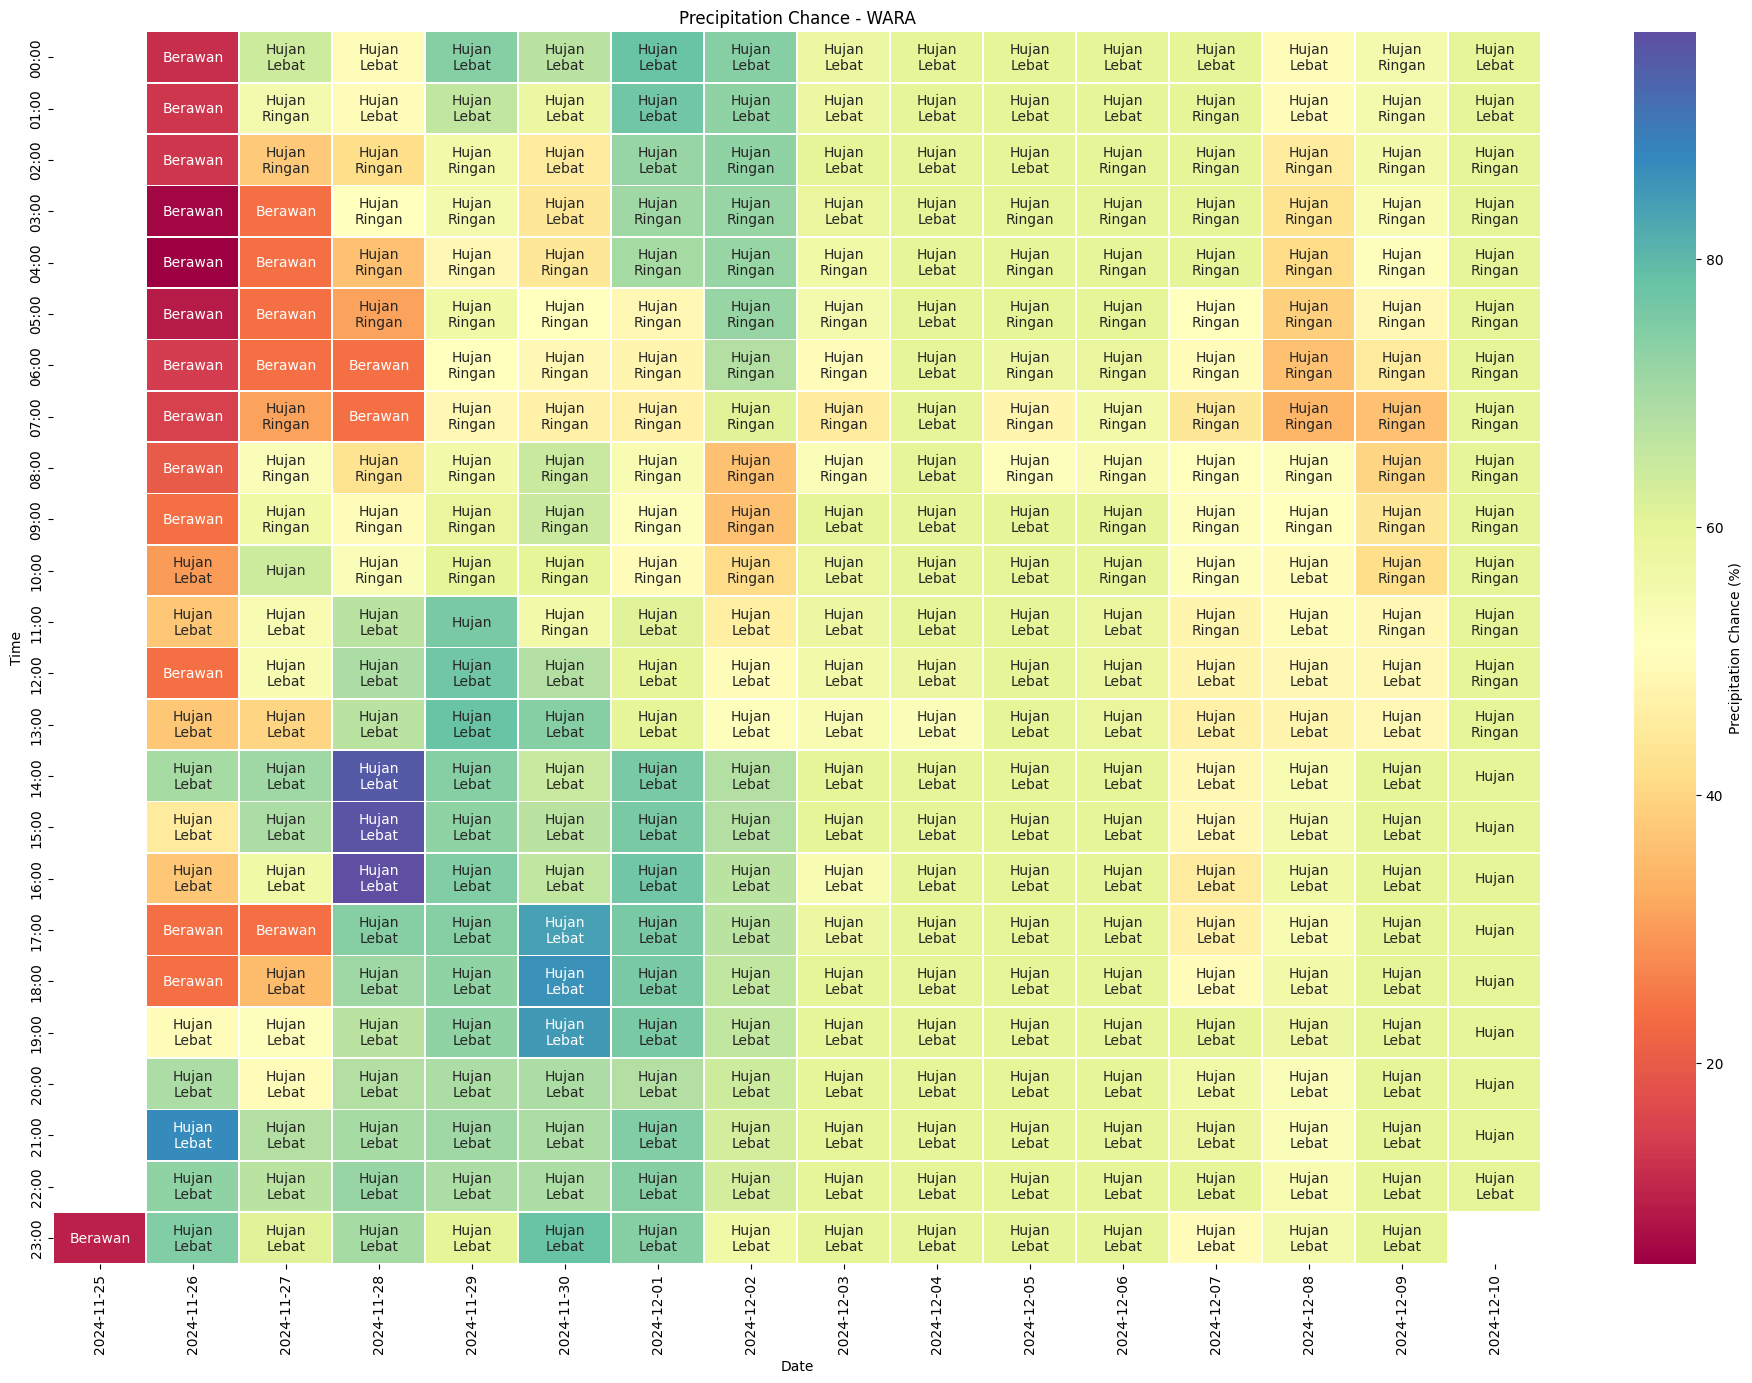 Precipitation Chance - WARA
00:00 Berawan Hujan Lebat Hujan Lebat Hujan Lebat Hujan Lebat Hujan Lebat Hujan Lebat Hujan Lebat Hujan Lebat Hujan Lebat Hujan Lebat Hujan Lebat Hujan Lebat Hujan Ringan Hujan Lebat
01:00 Berawan Hujan Ringan Hujan Lebat Hujan Lebat Hujan Lebat Hujan Lebat Hujan Lebat Hujan Lebat Hujan Lebat Hujan Lebat Hujan Lebat Hujan Ringan Hujan Lebat Hujan Ringan Hujan Lebat
02:00 Berawan Hujan Ringan Hujan Ringan Hujan Ringan Hujan Lebat Hujan Lebat Hujan Ringan Hujan Lebat Hujan Lebat Hujan Lebat Hujan Ringan Hujan Ringan Hujan Ringan Hujan Ringan Hujan Ringan
03:00 Berawan Berawan Hujan Ringan Hujan Ringan Hujan Lebat Hujan Ringan Hujan Ringan Hujan Lebat Hujan Lebat Hujan Ringan Hujan Ringan Hujan Ringan Hujan Ringan Hujan Ringan Hujan Ringan
04:00 Berawan Berawan Hujan Ringan Hujan Ringan Hujan Ringan Hujan Ringan Hujan Ringan Hujan Ringan Hujan Lebat Hujan Ringan Hujan Ringan Hujan Ringan Hujan Ringan Hujan Ringan Hujan Ringan
05:00 Berawan Berawan Hujan Ringan Hujan Ringan Hujan Ringan Hujan Ringan Hujan Ringan Hujan Ringan Hujan Lebat Hujan Ringan Hujan Ringan Hujan Ringan Hujan Ringan Hujan Ringan Hujan Ringan
06:00 Berawan Berawan Berawan Hujan Ringan Hujan Ringan Hujan Ringan Hujan Ringan Hujan Ringan Hujan Lebat Hujan Ringan Hujan Ringan Hujan Ringan Hujan Ringan Hujan Ringan Hujan Ringan
07:00 Berawan Hujan Ringan Berawan Hujan Ringan Hujan Ringan Hujan Ringan Hujan Ringan Hujan Ringan Hujan Lebat Hujan Ringan Hujan Ringan Hujan Ringan Hujan Ringan Hujan Ringan Hujan Ringan
08:00 Berawan Hujan Ringan Hujan Ringan Hujan Ringan Hujan Ringan Hujan Ringan Hujan Ringan Hujan Ringan Hujan Lebat Hujan Ringan Hujan Ringan Hujan Ringan Hujan Ringan Hujan Ringan Hujan Ringan
09:00 Berawan Hujan Ringan Hujan Ringan Hujan Ringan Hujan Ringan Hujan Ringan Hujan Ringan Hujan Lebat Hujan Lebat Hujan Lebat Hujan Ringan Hujan Ringan Hujan Ringan Hujan Ringan Hujan Ringan
10:00 Hujan Lebat Hujan Hujan Ringan Hujan Ringan Hujan Ringan Hujan Ringan Hujan Ringan Hujan Lebat Hujan Lebat Hujan Lebat Hujan Ringan Hujan Ringan Hujan Lebat Hujan Ringan Hujan Ringan
11:00 Hujan Lebat Hujan Lebat Hujan Lebat Hujan Hujan Ringan Hujan Lebat Hujan Lebat Hujan Lebat Hujan Lebat Hujan Lebat Hujan Lebat Hujan Ringan Hujan Lebat Hujan Ringan Hujan Ringan
12:00 Berawan Hujan Lebat Hujan Lebat Hujan Lebat Hujan Lebat Hujan Lebat Hujan Lebat Hujan Lebat Hujan Lebat Hujan Lebat Hujan Lebat Hujan Lebat Hujan Lebat Hujan Lebat Hujan Ringan
13:00 Hujan Lebat Hujan Lebat Hujan Lebat Hujan Lebat Hujan Lebat Hujan Lebat Hujan Lebat Hujan Lebat Hujan Lebat Hujan Lebat Hujan Lebat Hujan Lebat Hujan Lebat Hujan Lebat Hujan Ringan
14:00 Hujan Lebat Hujan Lebat Hujan Lebat Hujan Lebat Hujan Lebat Hujan Lebat Hujan Lebat Hujan Lebat Hujan Lebat Hujan Lebat Hujan Lebat Hujan Lebat Hujan Lebat Hujan Lebat Hujan
15:00 Hujan Lebat Hujan Lebat Hujan Lebat Hujan Lebat Hujan Lebat Hujan Lebat Hujan Lebat Hujan Lebat Hujan Lebat Hujan Lebat Hujan Lebat Hujan Lebat Hujan Lebat Hujan Lebat Hujan
16:00 Hujan Lebat Hujan Lebat Hujan Lebat Hujan Lebat Hujan Lebat Hujan Lebat Hujan Lebat Hujan Lebat Hujan Lebat Hujan Lebat Hujan Lebat Hujan Lebat Hujan Lebat Hujan Lebat Hujan
17:00 Berawan Berawan Hujan Lebat Hujan Lebat Hujan Lebat Hujan Lebat Hujan Lebat Hujan Lebat Hujan Lebat Hujan Lebat Hujan Lebat Hujan Lebat Hujan Lebat Hujan Lebat Hujan
18:00 Berawan Hujan Lebat Hujan Lebat Hujan Lebat Hujan Lebat Hujan Lebat Hujan Lebat Hujan Lebat Hujan Lebat Hujan Lebat Hujan Lebat Hujan Lebat Hujan Lebat Hujan Lebat Hujan
19:00 Hujan Lebat Hujan Lebat Hujan Lebat Hujan Lebat Hujan Lebat Hujan Lebat Hujan Lebat Hujan Lebat Hujan Lebat Hujan Lebat Hujan Lebat Hujan Lebat Hujan Lebat Hujan Lebat Hujan
20:00 Hujan Lebat Hujan Lebat Hujan Lebat Hujan Lebat Hujan Lebat Hujan Lebat Hujan Lebat Hujan Lebat Hujan Lebat Hujan Lebat Hujan Lebat Hujan Lebat Hujan Lebat Hujan Lebat Hujan
21:00 Hujan Lebat Hujan Lebat Hujan Lebat Hujan Lebat Hujan Lebat Hujan Lebat Hujan Lebat Hujan Lebat Hujan Lebat Hujan Lebat Hujan Lebat Hujan Lebat Hujan Lebat Hujan Lebat Hujan
22:00 Hujan Lebat Hujan Lebat Hujan Lebat Hujan Lebat Hujan Lebat Hujan Lebat Hujan Lebat Hujan Lebat Hujan Lebat Hujan Lebat Hujan Lebat Hujan Lebat Hujan Lebat Hujan Lebat Hujan Lebat
23:00 Berawan Hujan Lebat Hujan Lebat Hujan Lebat Hujan Lebat Hujan Lebat Hujan Lebat Hujan Lebat Hujan Lebat Hujan Lebat Hujan Lebat Hujan Lebat Hujan Lebat Hujan Lebat Hujan Lebat
Time
2024-11-25
2024-11-26
2024-11-27
2024-11-28
2024-11-29
2024-11-30
2024-12-01
2024-12-02
2024-12-03
2024-12-04
2024-12-05
2024-12-06
2024-12-07
2024-12-08
2024-12-09
2024-12-10
Date
80
60
40
20
Precipitation Chance (%)